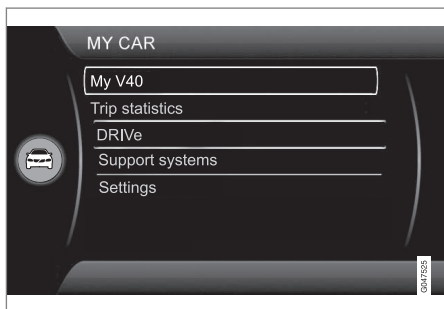 MY CAR
My V40
Trip statistics
DRIVe
Support systems
Settings
G047525